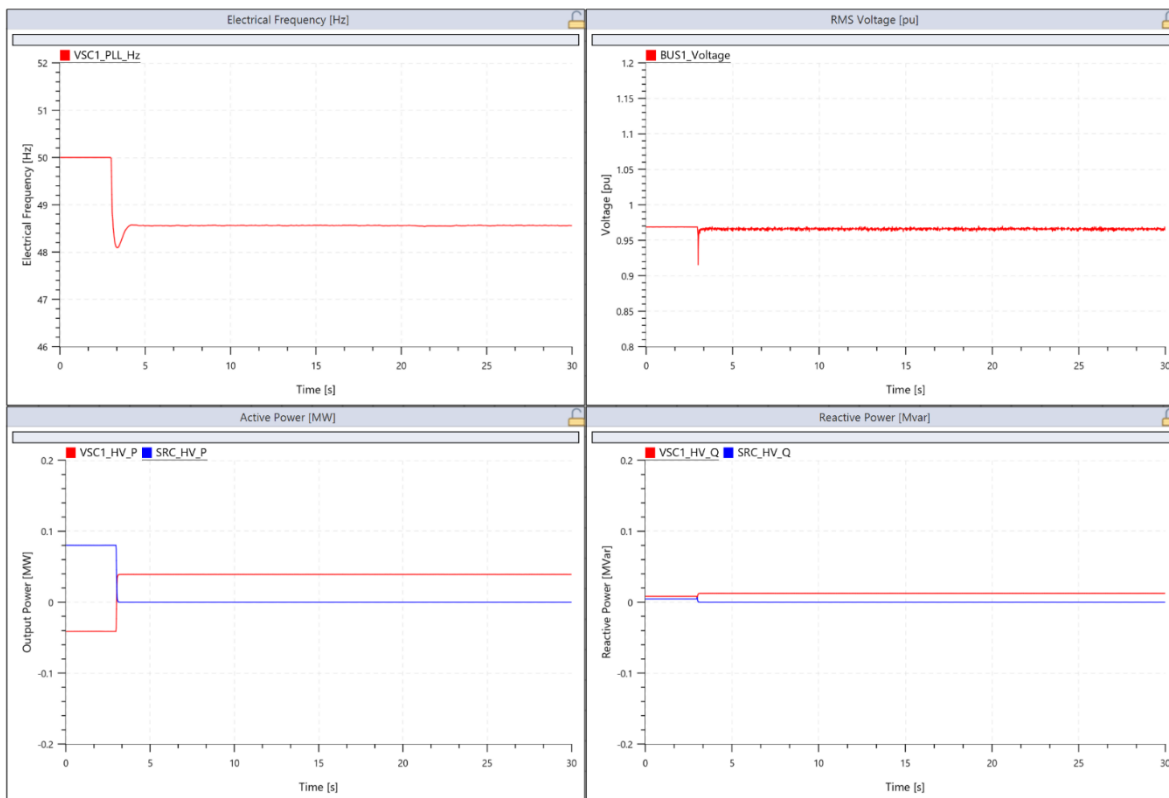 Electrical Frequency [Hz]
VSC1_PLL_Hz
52
51
50
49
48
47
46
Electrical Frequency [Hz]
0 5 10 15 20 25 30
Time [s]
RMS Voltage [pu]
BUS1_Voltage
1.2
1.15
1.1
1.05
1
0.95
0.9
0.85
0.8
Voltage [pu]
0 5 10 15 20 25 30
Time [s]
Active Power [MW]
VSC1_HV_P SRC_HV_P
0.2
0.1
0
-0.1
-0.2
Output Power [MW]
0 5 10 15 20 25 30
Time [s]
Reactive Power [Mvar]
VSC1_HV_Q SRC_HV_Q
0.2
0.1
0
-0.1
-0.2
Reactive Power [MVar]
0 5 10 15 20 25 30
Time [s]